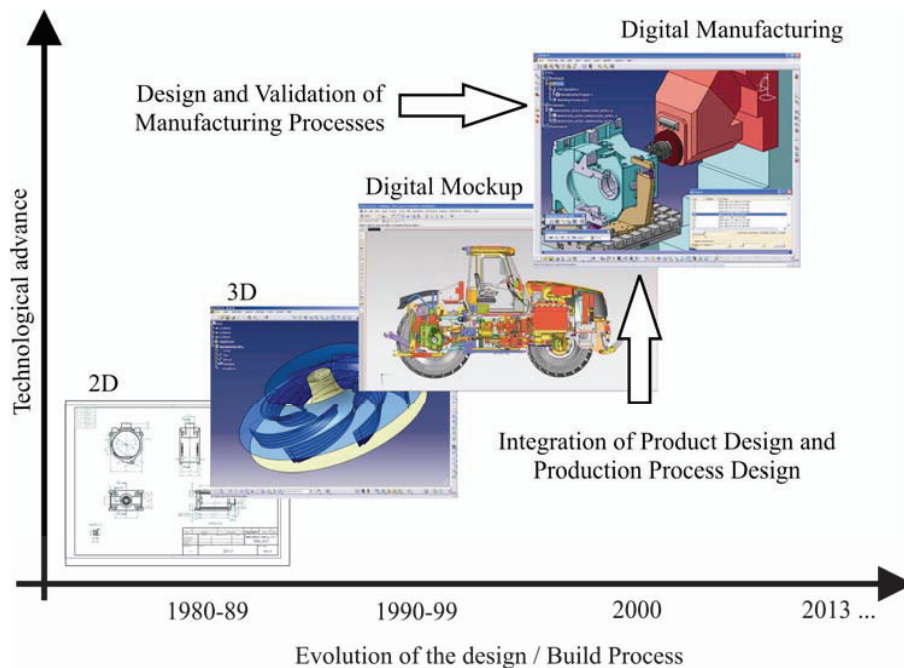 Digital Manufacturing
Design and Validation of
Manufacturing Processes
Digital Mockup
3D
2D
Technological advance
Integration of Product Design and
Production Process Design
1980-89
1990-99
2000
2013 ...
Evolution of the design / Build Process